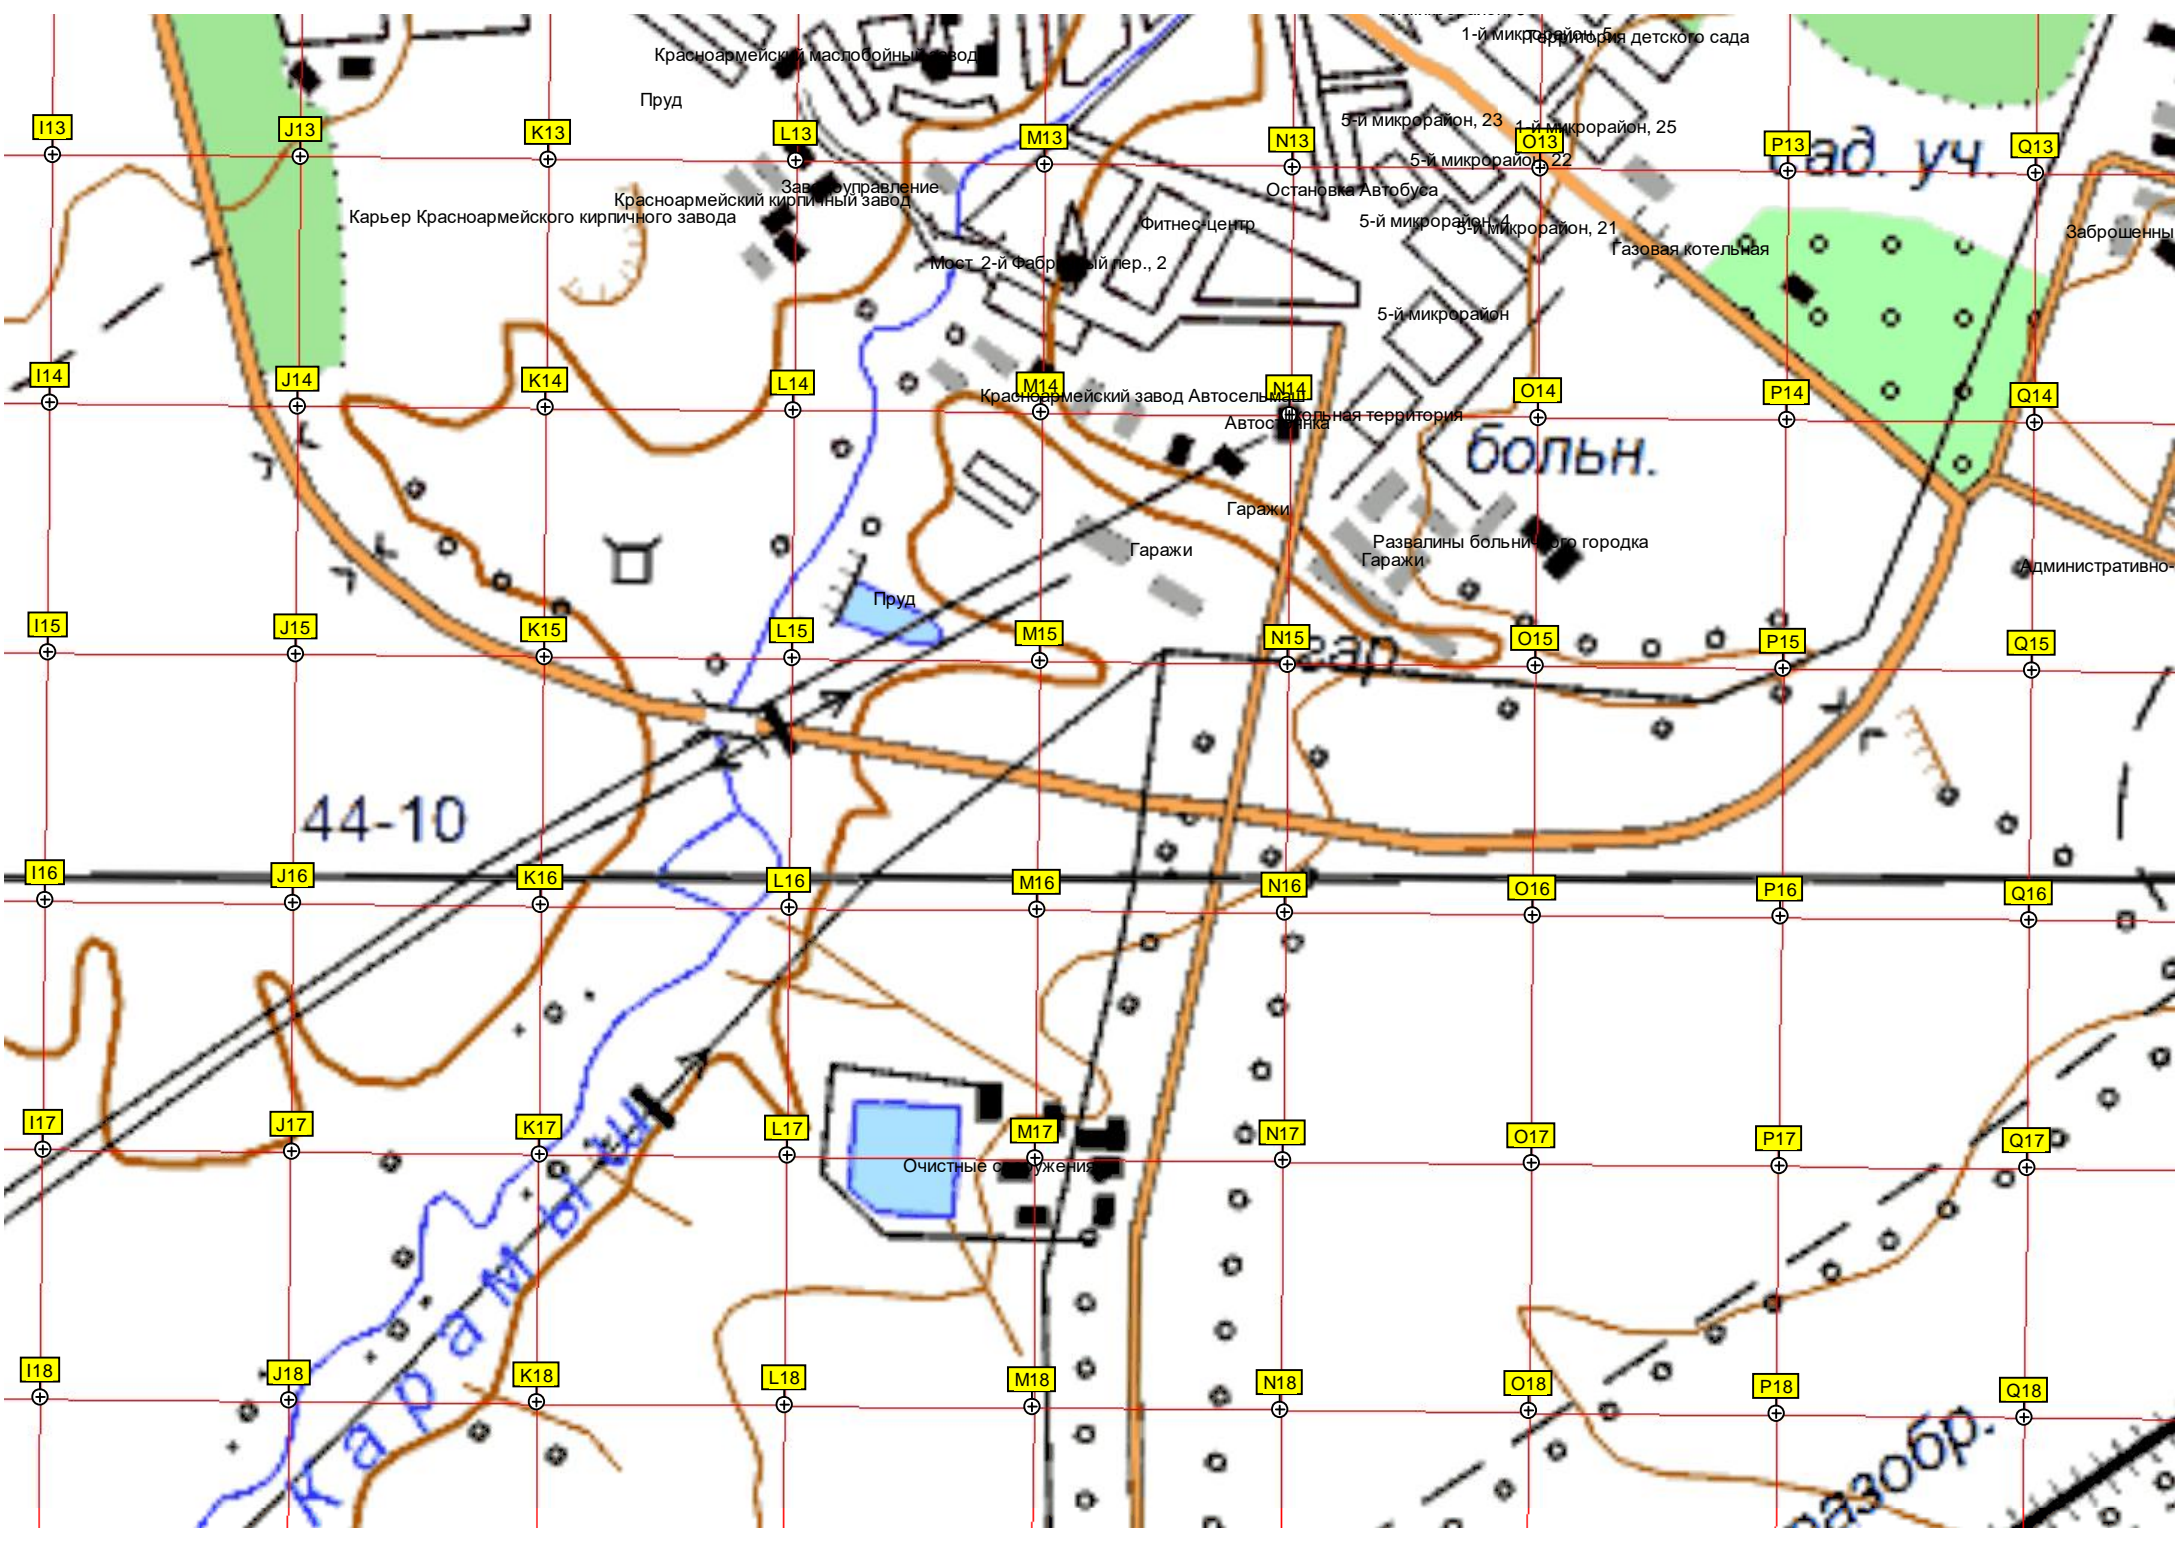 1-й микрорайон, 5
Территория детского сада
Красноармейский маслобойный завод
Пруд
5-й микрорайон, 23
1-й микрорайон, 25
I13
J13
K13
L13
M13
N13
O13
P13
Q13
ад. уч.
5-й микрорайон, 22
Заводоуправление
Остановка Автобуса
Красноармейский кирпичный завод
Карьер Красноармейского кирпичного завода
Фитнес-центр
5-й микрорайон, 4
5-й микрорайон, 21
Заброшенны
Газовая котельная
Мост
2-й Фабричный пер., 2
5-й микрорайон
I14
J14
K14
L14
M14
N14
O14
P14
Q14
Красноармейский завод Автосельмаш
Школьная территория
Автостоянка
больн.
Гаражи
Гаражи
Развалины больничного городка
Гаражи
Административно-
Пруд
I15
J15
K15
L15
M15
N15
O15
P15
Q15
гар.
44-10
I16
J16
K16
L16
M16
N16
O16
P16
Q16
I17
J17
K17
L17
M17
N17
O17
P17
Q17
Очистные сооружения
Карамыш
I18
J18
K18
L18
M18
N18
O18
P18
Q18
разобр.